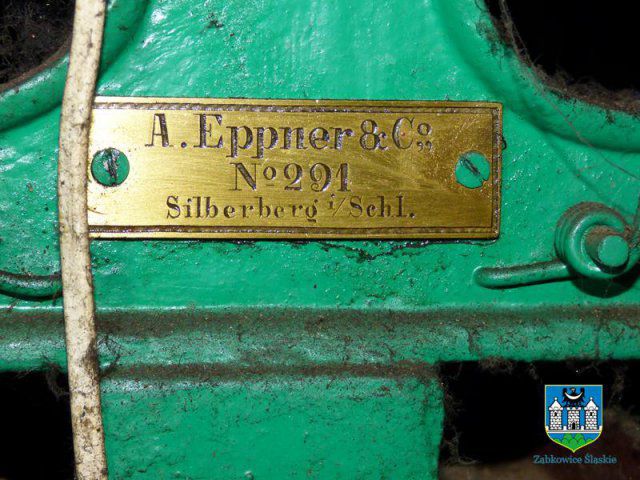 A. Eppner & Co:
No 291
Silberberg i/Schl.
Ząbkowice Śląskie